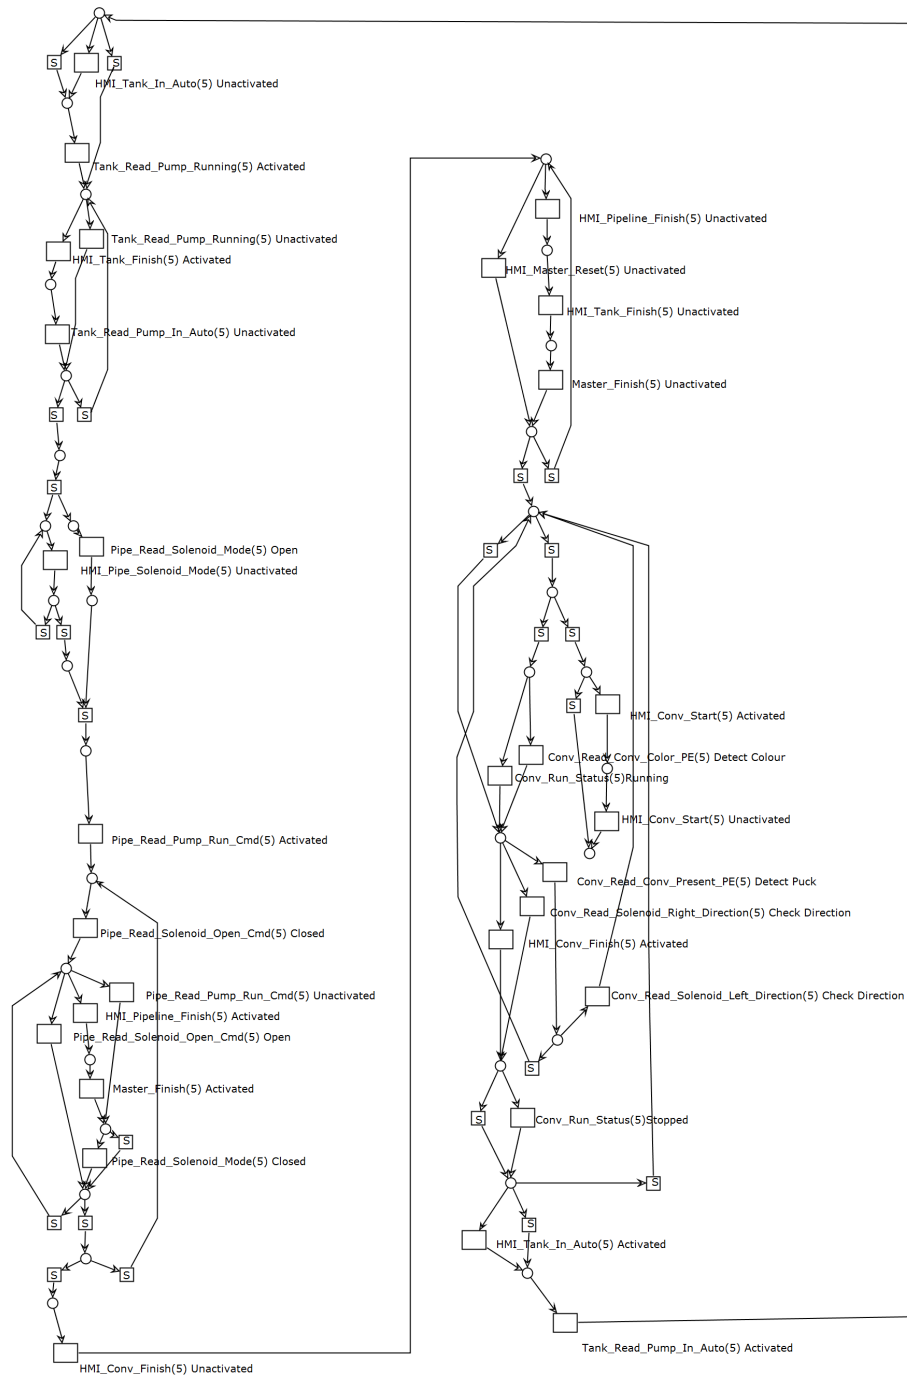 S
S
HMI_Tank_In_Auto(5) Unactivated
Tank_Read_Pump_Running(5) Activated
Tank_Read_Pump_Running(5) Unactivated
HMI_Tank_Finish(5) Activated
Tank_Read_Pump_In_Auto(5) Unactivated
S
S
S
Pipe_Read_Solenoid_Mode(5) Open
HMI_Pipe_Solenoid_Mode(5) Unactivated
S
S
S
Pipe_Read_Pump_Run_Cmd(5) Activated
Pipe_Read_Solenoid_Open_Cmd(5) Closed
Pipe_Read_Pump_Run_Cmd(5) Unactivated
HMI_Pipeline_Finish(5) Activated
Pipe_Read_Solenoid_Open_Cmd(5) Open
Master_Finish(5) Activated
S
Pipe_Read_Solenoid_Mode(5) Closed
S
S
S
S
HMI_Conv_Finish(5) Unactivated
HMI_Pipeline_Finish(5) Unactivated
HMI_Master_Reset(5) Unactivated
HMI_Tank_Finish(5) Unactivated
Master_Finish(5) Unactivated
S
S
S
S
S
S
S
HMI_Conv_Start(5) Activated
Conv_Read_Conv_Color_PE(5) Detect Colour
Conv_Run_Status(5)Running
HMI_Conv_Start(5) Unactivated
Conv_Read_Conv_Present_PE(5) Detect Puck
Conv_Read_Solenoid_Right_Direction(5) Check Direction
HMI_Conv_Finish(5) Activated
Conv_Read_Solenoid_Left_Direction(5) Check Direction
S
S
Conv_Run_Status(5)Stopped
S
S
HMI_Tank_In_Auto(5) Activated
Tank_Read_Pump_In_Auto(5) Activated